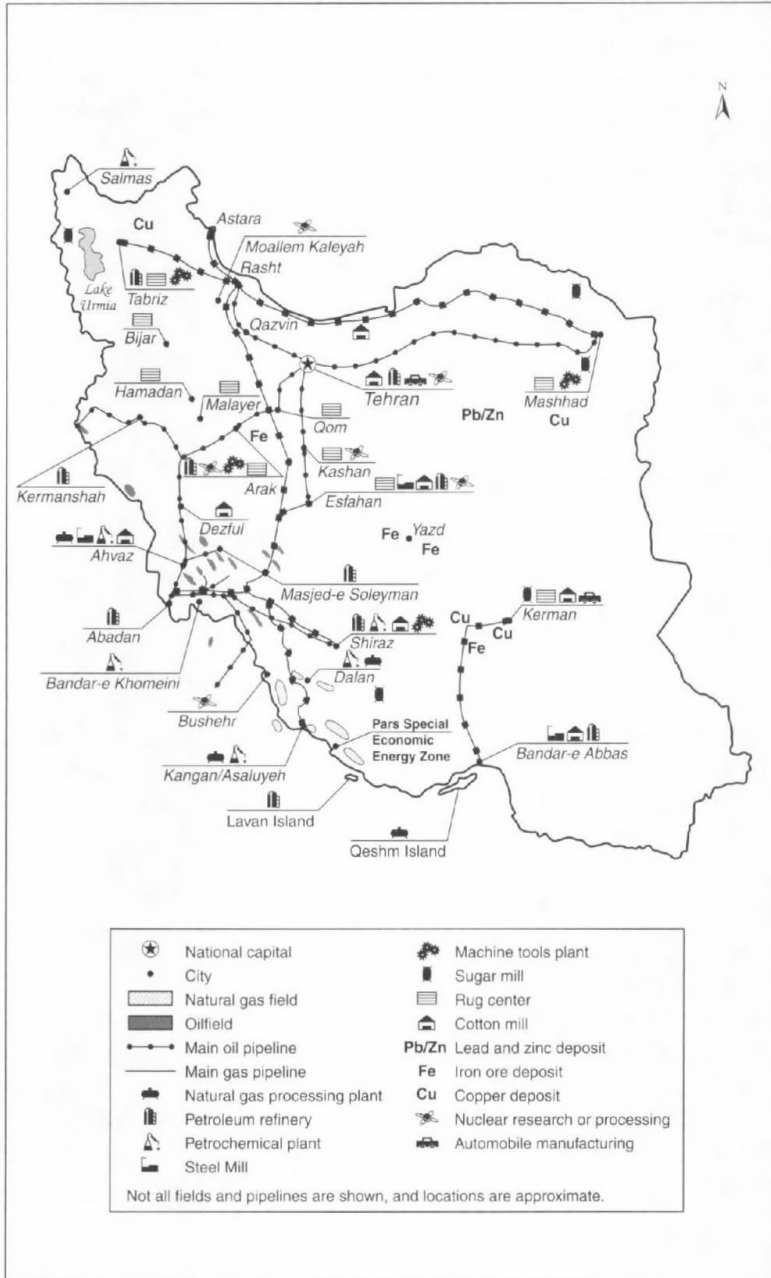 N
Salmas
Cu
Astara
Moallem Kaleyah
Rasht
Lake
Urmia
Tabriz
Qazvin
Bijar
Hamadan
Malayer
Tehran
Mashhad
Pb/Zn
Cu
Qom
Fe
Kashan
Kermanshah
Arak
Esfahan
Dezful
Fe
Yazd
Fe
Ahvaz
Masjed-e Soleyman
Abadan
Shiraz
Cu
Cu
Fe
Kerman
Bandar-e Khomeini
Dalan
Bushehr
Pars Special
Economic
Energy Zone
Kangan/Asaluyeh
Bandar-e Abbas
Lavan Island
Qeshm Island
National capital
City
Natural gas field
Oilfield
Main oil pipeline
Main gas pipeline
Natural gas processing plant
Petroleum refinery
Petrochemical plant
Steel Mill
Machine tools plant
Sugar mill
Rug center
Cotton mill
Pb/Zn Lead and zinc deposit
Fe Iron ore deposit
Cu Copper deposit
Nuclear research or processing
Automobile manufacturing
Not all fields and pipelines are shown, and locations are approximate.